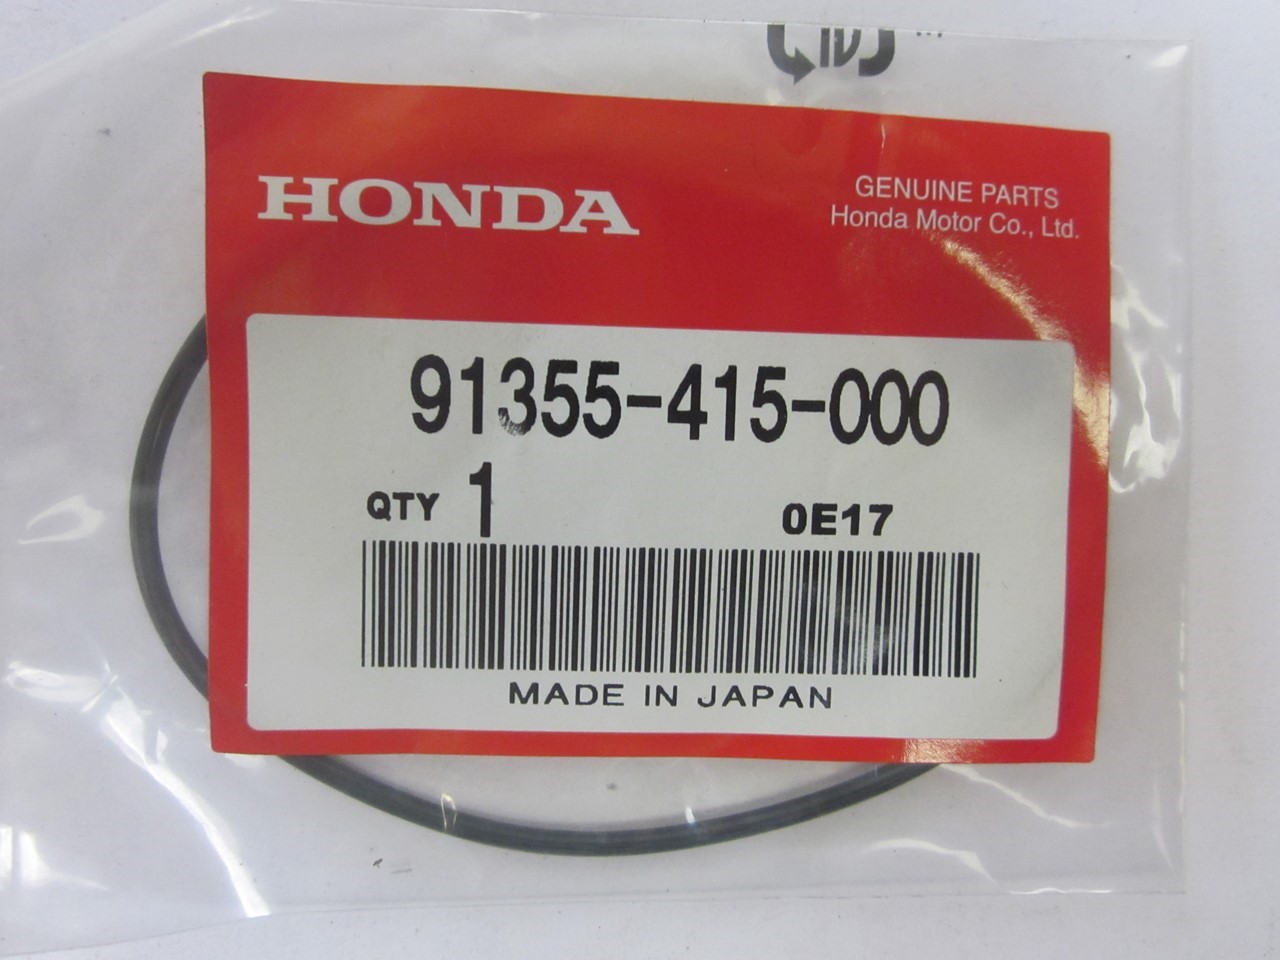 HONDA
GENUINE PARTS
Honda Motor Co., Ltd.
91355-415-000
QTY 1
0E17
MADE IN JAPAN